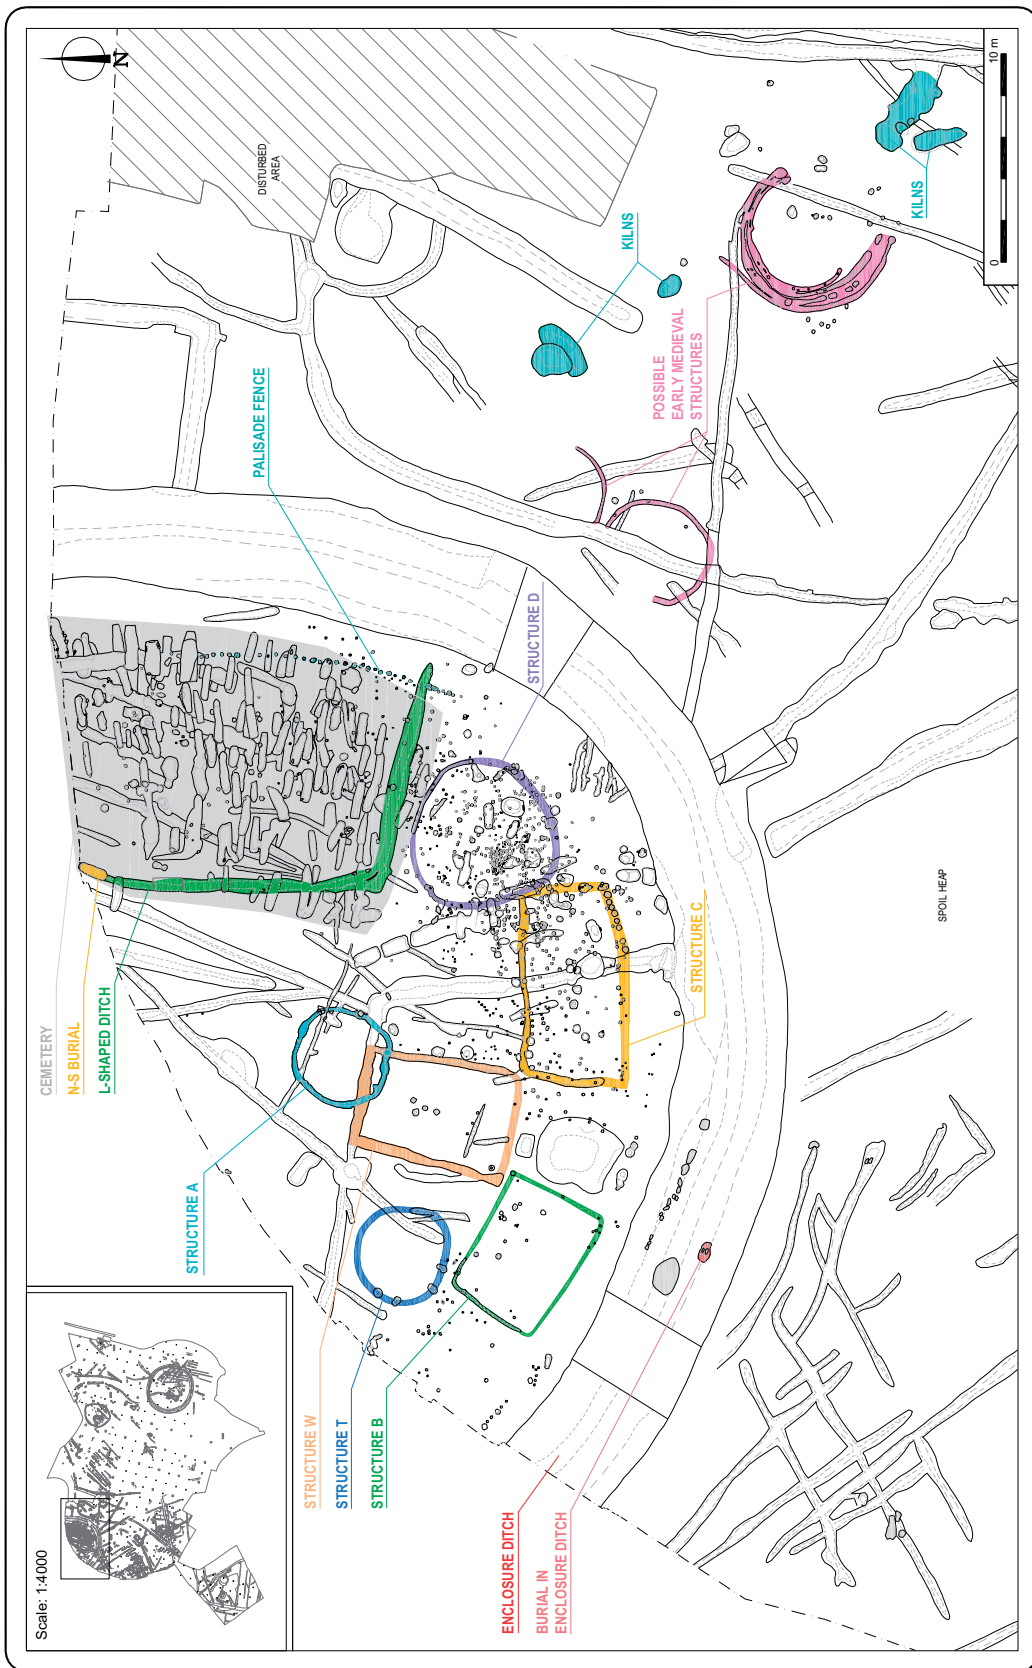 Scale: 1:4000
CEMETERY
N-S BURIAL
L-SHAPED DITCH
STRUCTURE A
STRUCTURE W
STRUCTURE T
STRUCTURE B
ENCLOSURE DITCH
BURIAL IN
ENCLOSURE DITCH
PALISADE FENCE
STRUCTURE D
STRUCTURE C
DISTURBED
AREA
KILNS
POSSIBLE
EARLY MEDIEVAL
STRUCTURES
KILNS
SPOIL HEAP
N
0
10 m